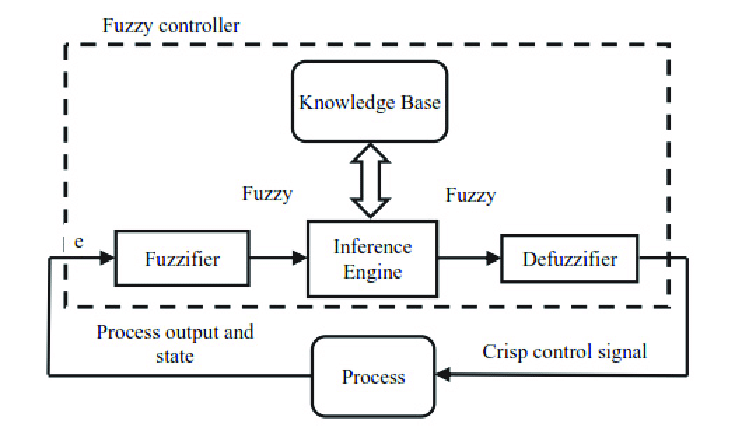 Fuzzy controller
Knowledge Base
Fuzzy
Fuzzy
e
Fuzzifier
Inference
Engine
Defuzzifier
Process output and
state
Process
Crisp control signal